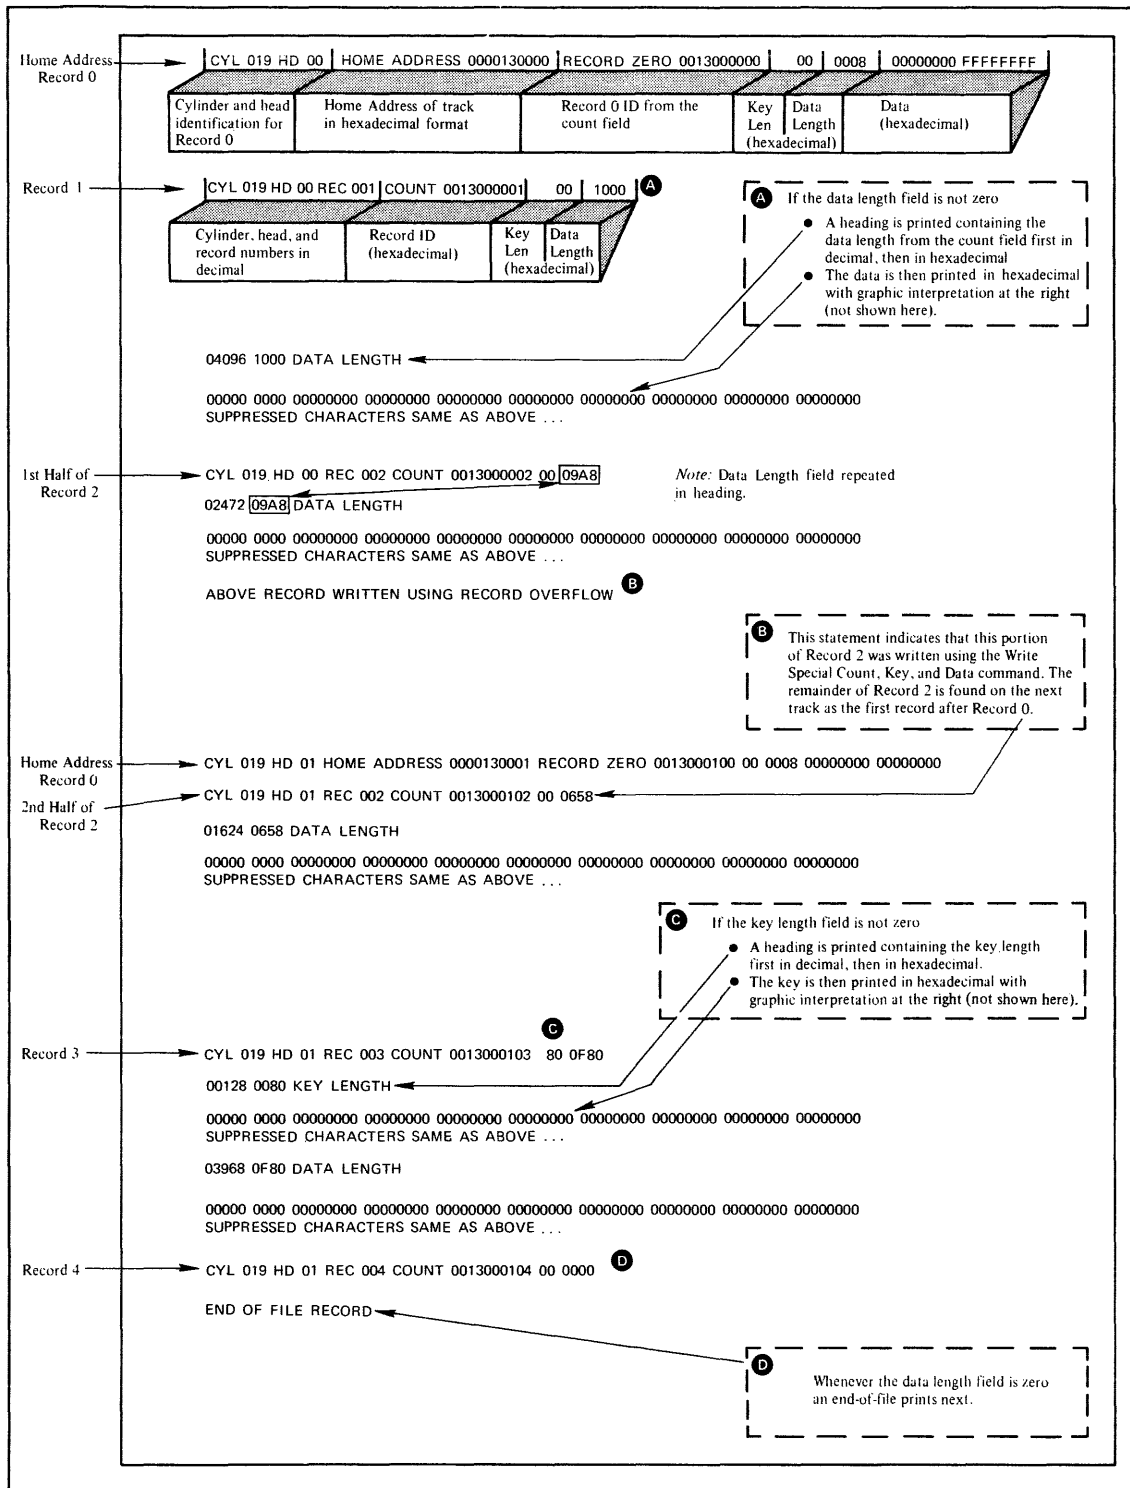 Home Address
Record 0
CYL 019 HD 00 HOME ADDRESS 0000130000 RECORD ZERO 0013000000 00 0008 00000000 FFFFFFFF
Cylinder and head
identification for
Record 0
Home Address of track
in hexadecimal format
Record 0 ID from the
count field
Key
Len
Data
Length
(hexadecimal)
Data
(hexadecimal)
Record 1
CYL 019 HD 00 REC 001 COUNT 0013000001 00 1000 A
Cylinder, head, and
record numbers in
decimal
Record ID
(hexadecimal)
Key
Len
Data
Length
(hexadecimal)
A If the data length field is not zero
● A heading is printed containing the
data length from the count field first in
decimal, then in hexadecimal
● The data is then printed in hexadecimal
with graphic interpretation at the right
(not shown here).
04096 1000 DATA LENGTH
00000 0000 00000000 00000000 00000000 00000000 00000000 00000000 00000000 00000000
SUPPRESSED CHARACTERS SAME AS ABOVE ...
1st Half of
Record 2
CYL 019 HD 00 REC 002 COUNT 0013000002 00 09A8
Note: Data Length field repeated
in heading.
02472 09A8 DATA LENGTH
00000 0000 00000000 00000000 00000000 00000000 00000000 00000000 00000000 00000000
SUPPRESSED CHARACTERS SAME AS ABOVE ...
ABOVE RECORD WRITTEN USING RECORD OVERFLOW B
B This statement indicates that this portion
of Record 2 was written using the Write
Special Count, Key, and Data command. The
remainder of Record 2 is found on the next
track as the first record after Record 0.
Home Address
Record 0
CYL 019 HD 01 HOME ADDRESS 0000130001 RECORD ZERO 0013000100 00 0008 00000000 00000000
2nd Half of
Record 2
CYL 019 HD 01 REC 002 COUNT 0013000102 00 0658
01624 0658 DATA LENGTH
00000 0000 00000000 00000000 00000000 00000000 00000000 00000000 00000000 00000000
SUPPRESSED CHARACTERS SAME AS ABOVE ...
C If the key length field is not zero
● A heading is printed containing the key length
first in decimal, then in hexadecimal.
● The key is then printed in hexadecimal with
graphic interpretation at the right (not shown here).
C
Record 3
CYL 019 HD 01 REC 003 COUNT 0013000103 80 0F80
00128 0080 KEY LENGTH
00000 0000 00000000 00000000 00000000 00000000 00000000 00000000 00000000 00000000
SUPPRESSED CHARACTERS SAME AS ABOVE ...
03968 0F80 DATA LENGTH
00000 0000 00000000 00000000 00000000 00000000 00000000 00000000 00000000 00000000
SUPPRESSED CHARACTERS SAME AS ABOVE ...
Record 4
CYL 019 HD 01 REC 004 COUNT 0013000104 00 0000 D
END OF FILE RECORD
D Whenever the data length field is zero
an end-of-file prints next.